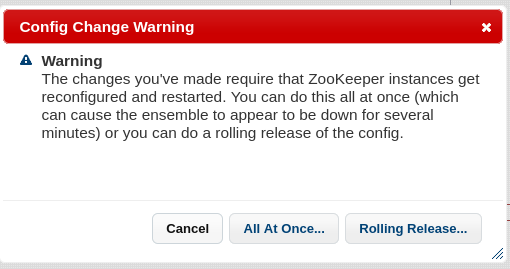 Config Change Warning
Warning
The changes you've made require that ZooKeeper instances get
reconfigured and restarted. You can do this all at once (which
can cause the ensemble to appear to be down for several
minutes) or you can do a rolling release of the config.
Cancel All At Once... Rolling Release...